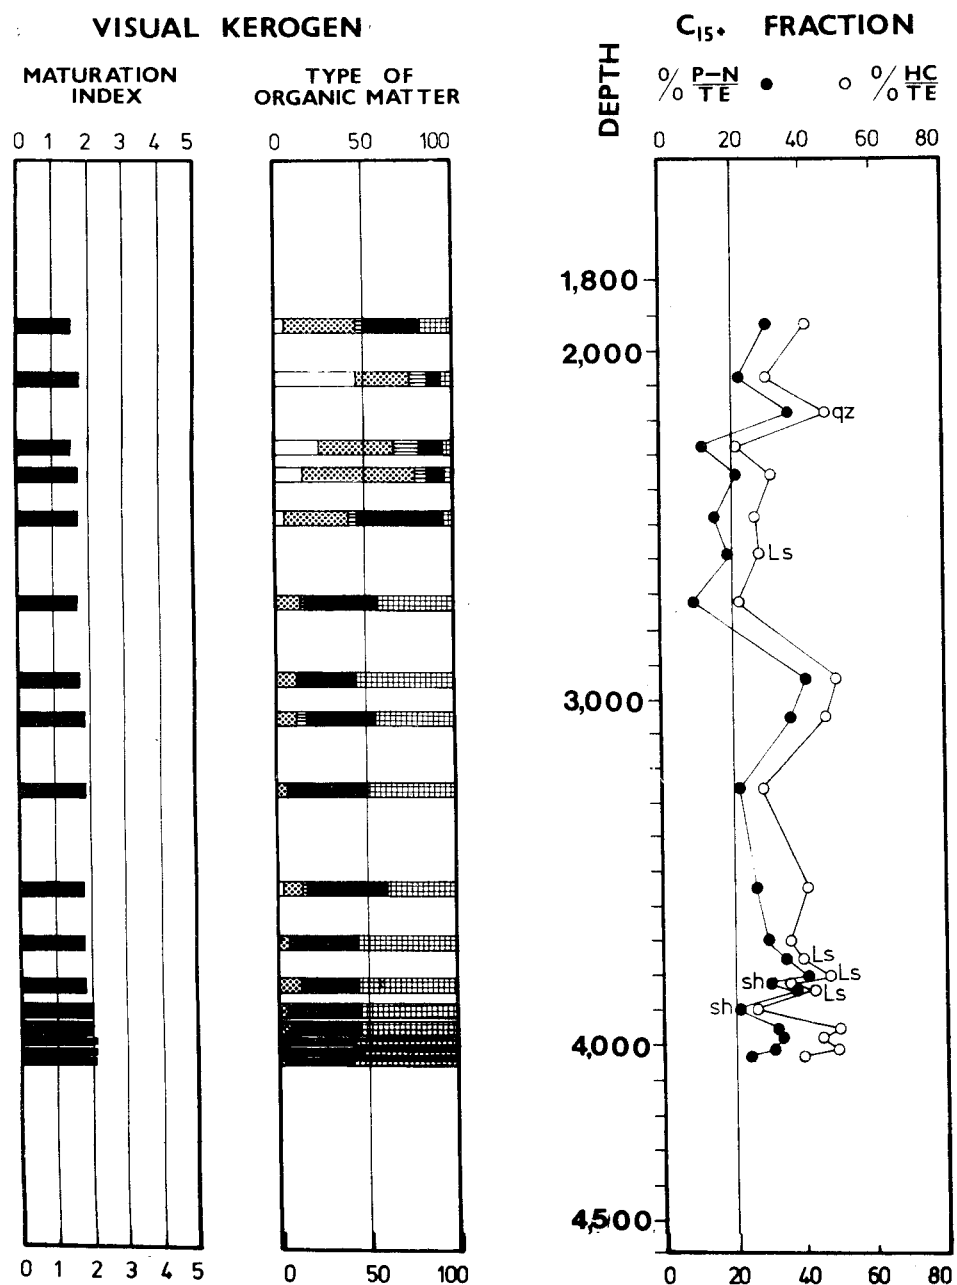 VISUAL KEROGEN
MATURATION
INDEX
0 1 2 3 4 5
TYPE OF
ORGANIC MATTER
0 50 100
C15+ FRACTION
DEPTH
% P-N
TE
% HC
TE
0 20 40 60 80
1,800
2,000
qz
Ls
3,000
Ls
Ls
sh
Ls
sh
4,000
4,500
0 1 2 3 4 5
0 50 100
0 20 40 60 80